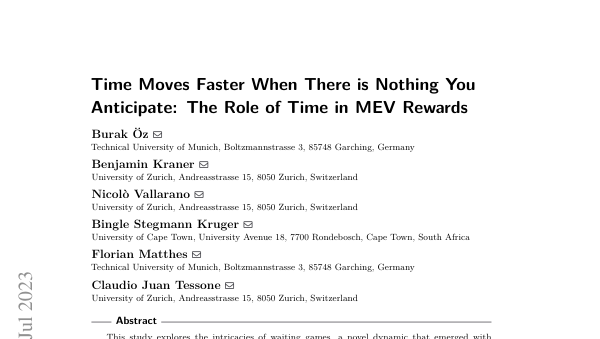 Time Moves Faster When There is Nothing You
Anticipate: The Role of Time in MEV Rewards
Burak Öz
Technical University of Munich, Boltzmannstrasse 3, 85748 Garching, Germany
Benjamin Kraner
University of Zurich, Andreasstrasse 15, 8050 Zurich, Switzerland
Nicolò Vallarano
University of Zurich, Andreasstrasse 15, 8050 Zurich, Switzerland
Bingle Stegmann Kruger
University of Cape Town, University Avenue 18, 7700 Rondebosch, Cape Town, South Africa
Florian Matthes
Technical University of Munich, Boltzmannstrasse 3, 85748 Garching, Germany
Claudio Juan Tessone
University of Zurich, Andreasstrasse 15, 8050 Zurich, Switzerland
Abstract
This study explores the intricacies of waiting games, a novel dynamic that emerged with
Jul 2023